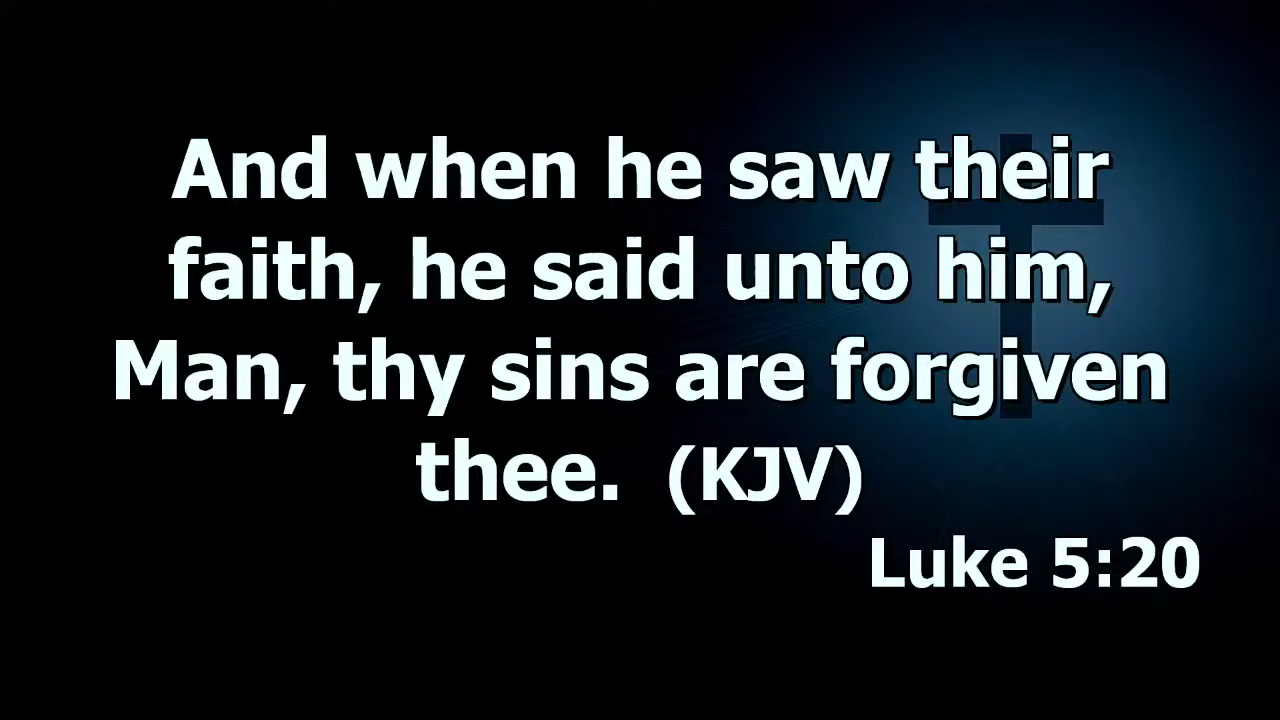 And when he saw their
faith, he said unto him,
Man, thy sins are forgiven
thee. (KJV)
Luke 5:20